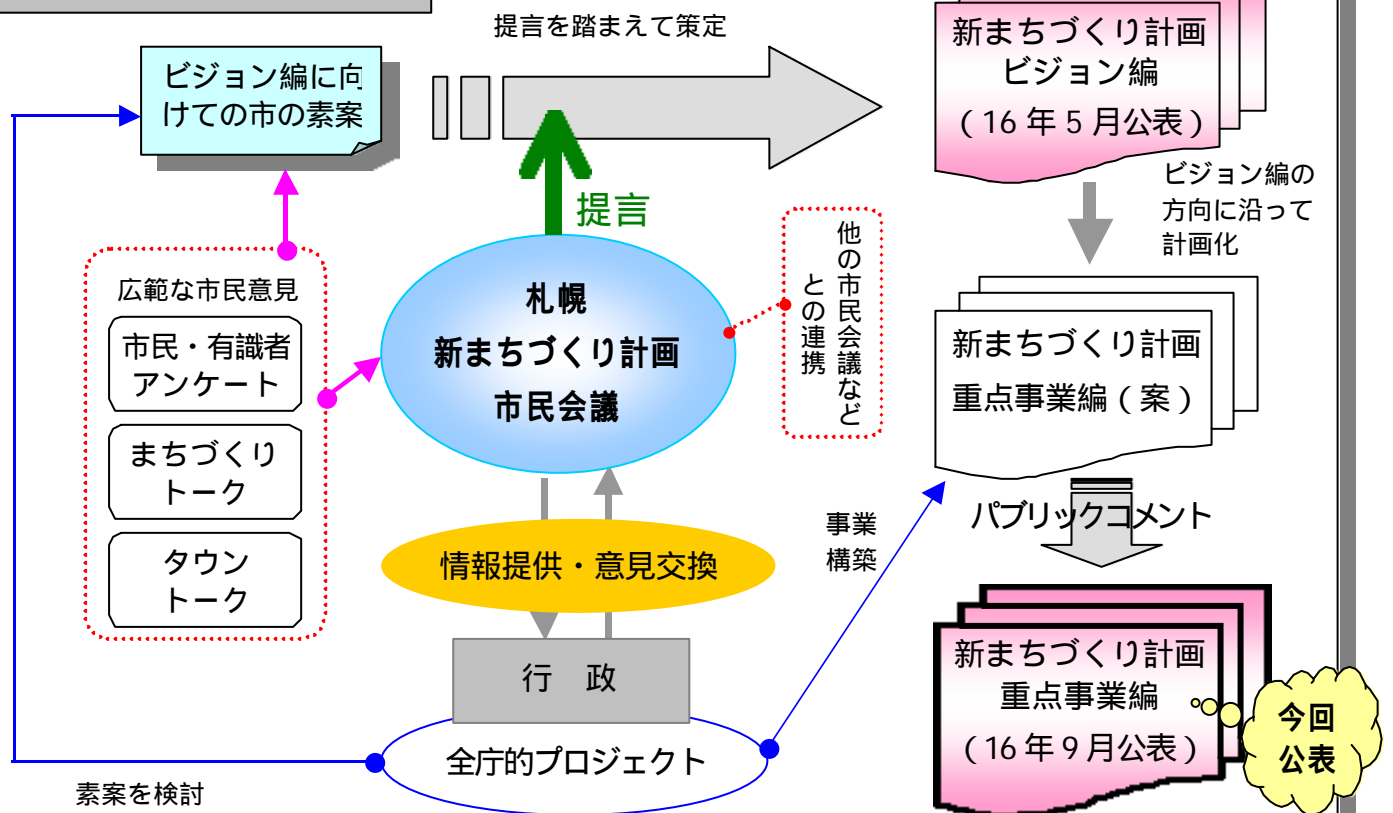 提言を踏まえて策定
ビジョン編に向
けての市の素案
新まちづくり計画
ビジョン編
(16年5月公表)
ビジョン編の
方向に沿って
計画化
提言
広範な市民意見
市民・有識者
アンケート
まちづくり
トーク
タウン
トーク
札幌
新まちづくり計画
市民会議
他の市民会議など
との連携
新まちづくり計画
重点事業編(案)
パブリックコメント
事業
構築
情報提供・意見交換
行 政
全庁的プロジェクト
素案を検討
新まちづくり計画
重点事業編
(16年9月公表)
今回
公表